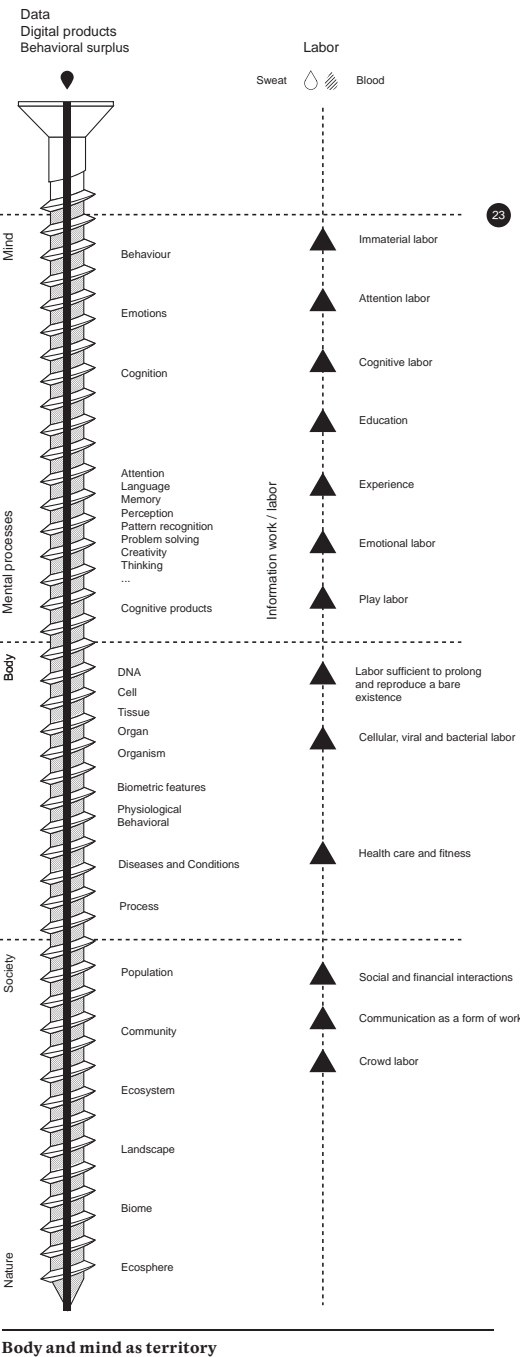 Data
Digital products
Behavioral surplus
Labor
Sweat
Blood
23
Mind
Behaviour
Immaterial labor
Emotions
Attention labor
Cognition
Cognitive labor
Education
Mental processes
Attention
Language
Memory
Perception
Pattern recognition
Problem solving
Creativity
Thinking
...
Cognitive products
Information work / labor
Experience
Emotional labor
Play labor
Body
DNA
Cell
Tissue
Organ
Organism
Biometric features
Physiological
Behavioral
Diseases and Conditions
Process
Labor sufficient to prolong
and reproduce a bare
existence
Cellular, viral and bacterial labor
Health care and fitness
Society
Population
Community
Ecosystem
Landscape
Biome
Ecosphere
Nature
Social and financial interactions
Communication as a form of work
Crowd labor
Body and mind as territory